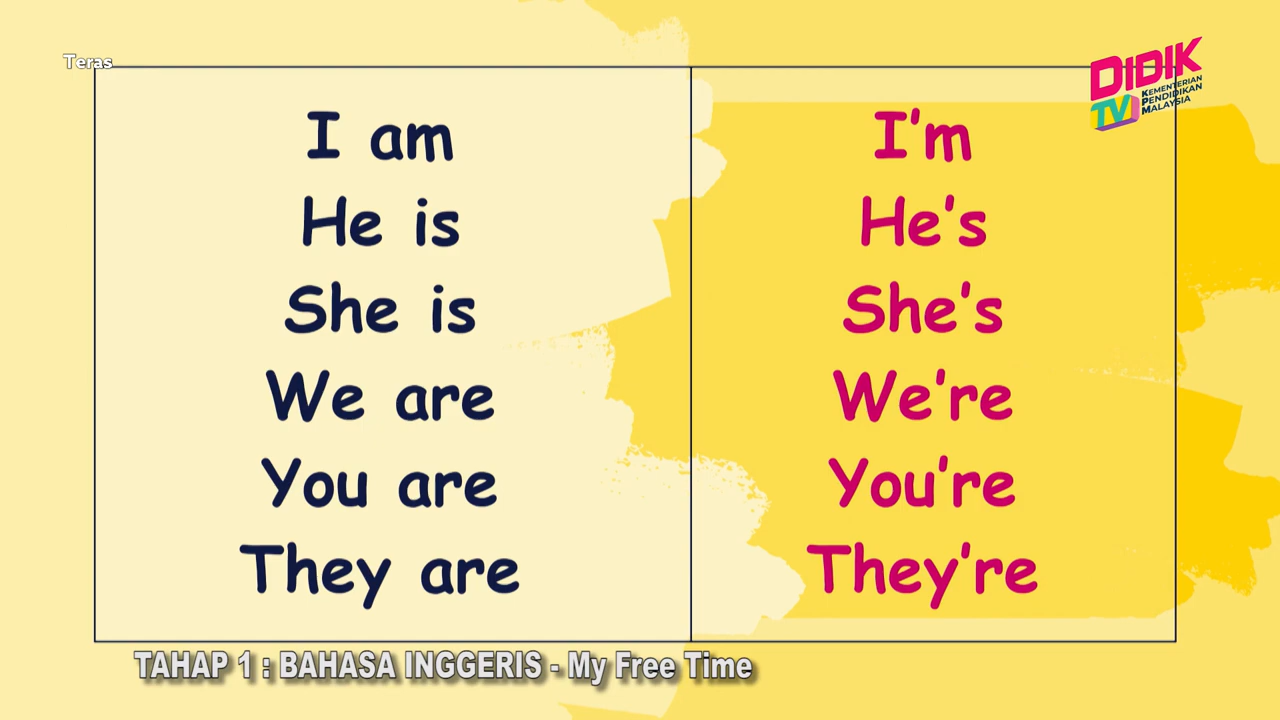 Teras
DIDIK
TV
KEMENTERIAN
PENDIDIKAN
MALAYSIA
I am
I'm
He is
He's
She is
She's
We are
We're
You are
You're
They are
They're
TAHAP 1 : BAHASA INGGERIS - My Free Time